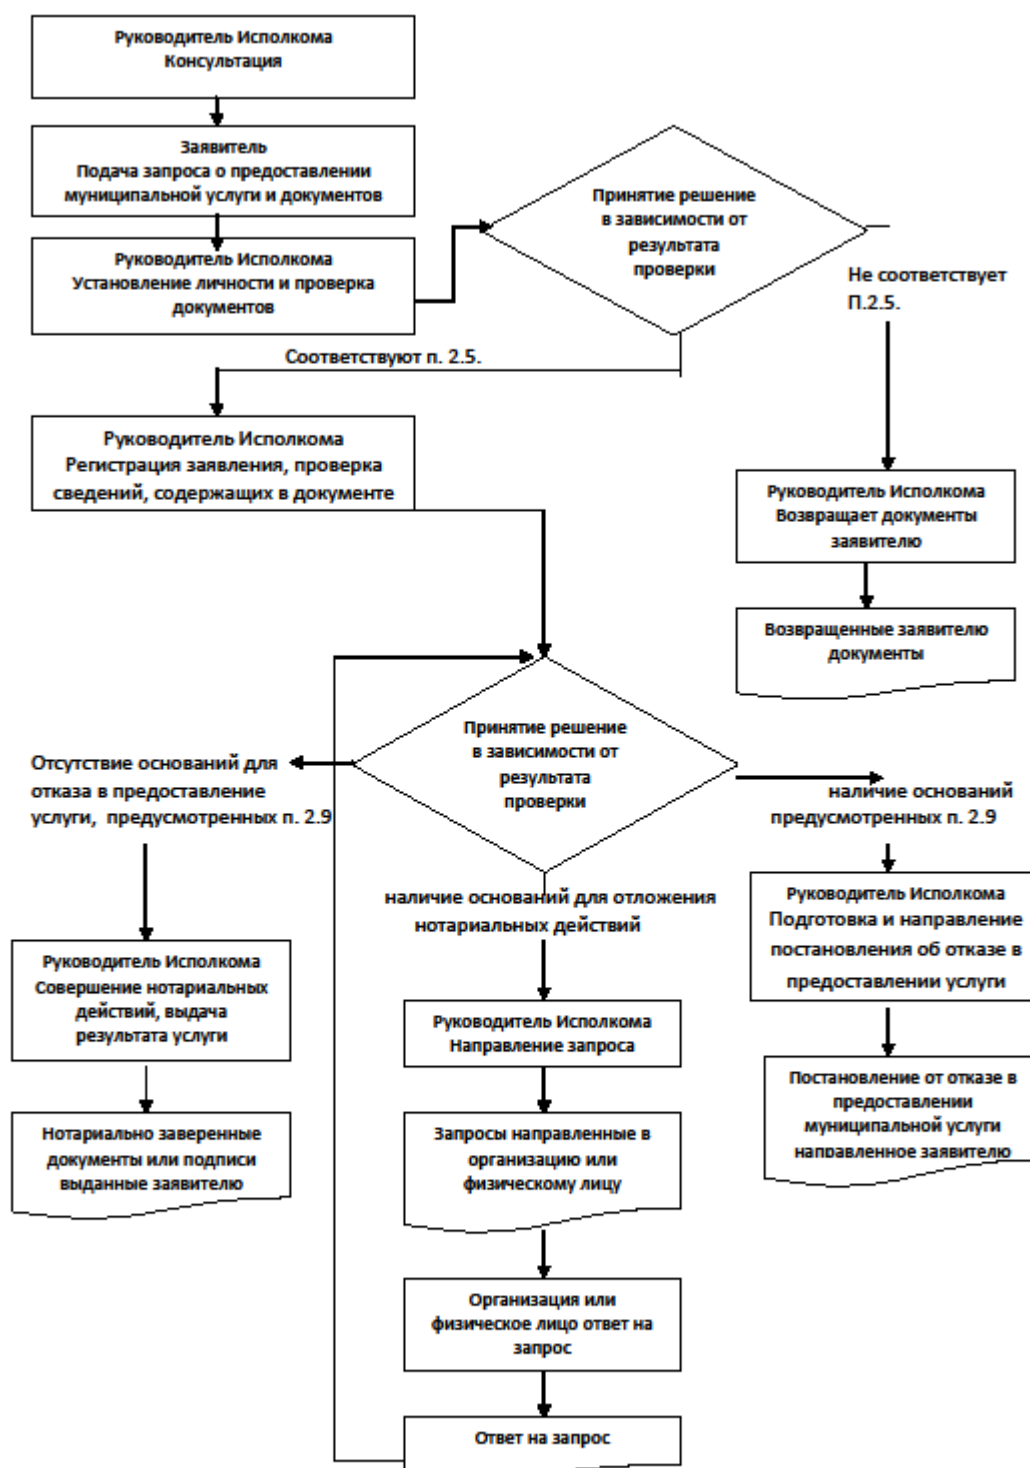 Руководитель Исполкома
Консультация
Заявитель
Подача запроса о предоставлении
муниципальной услуги и документов
Руководитель Исполкома
Установление личности и проверка
документов
Принятие решение
в зависимости от
результата
проверки
Не соответствует
П.2.5.
Соответствуют п. 2.5.
Руководитель Исполкома
Регистрация заявления, проверка
сведений, содержащих в документе
Руководитель Исполкома
Возвращает документы
заявителю
Возвращенные заявителю
документы
Принятие решение
в зависимости от
результата
проверки
Отсутствие оснований для
отказа в предоставление
услуги, предусмотренных п. 2.9
наличие оснований
предусмотренных п. 2.9
наличие оснований для отложения
нотариальных действий
Руководитель Исполкома
Подготовка и направление
постановления об отказе в
предоставлении услуги
Руководитель Исполкома
Совершение нотариальных
действий, выдача
результата услуги
Руководитель Исполкома
Направление запроса
Постановление от отказе в
предоставлении
муниципальной услуги
направленное заявителю
Нотариально заверенные
документы или подписи
выданные заявителю
Запросы направленные в
организацию или
физическому лицу
Организация или
физическое лицо ответ на
запрос
Ответ на запрос